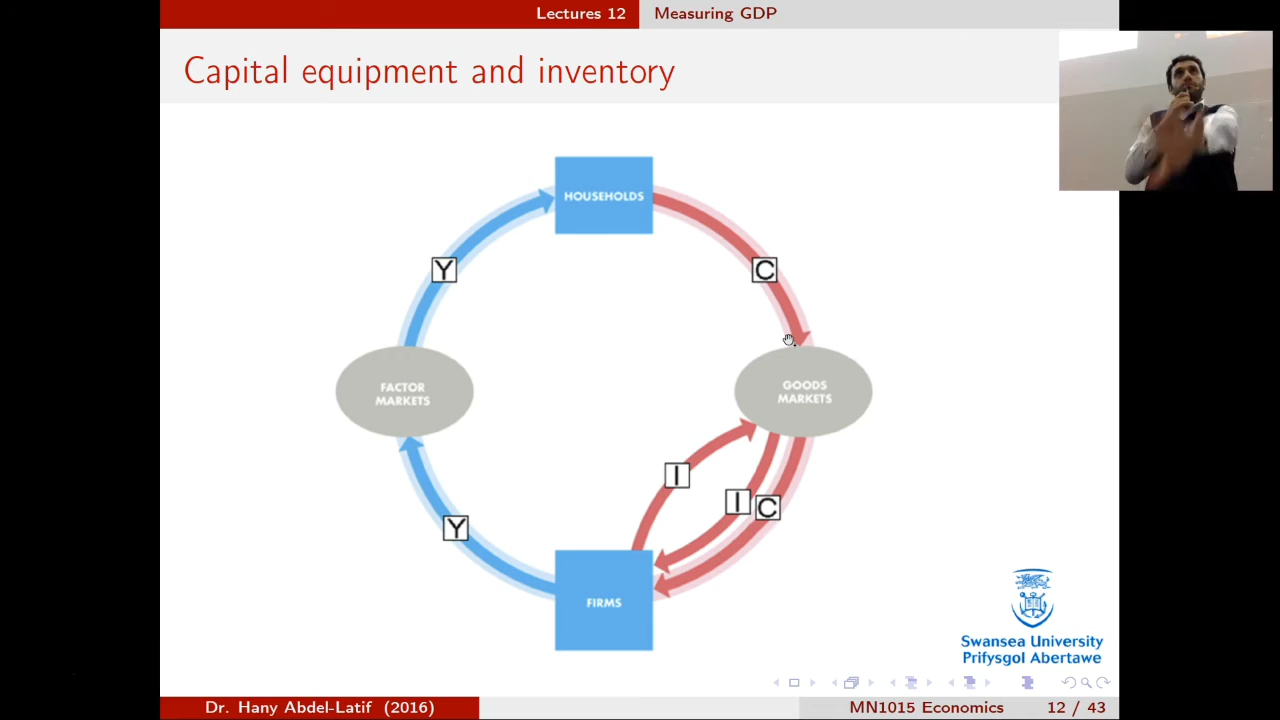 Lectures 12 Measuring GDP
Capital equipment and inventory
HOUSEHOLDS
Y
C
FACTOR
MARKETS
GOODS
MARKETS
I
I
C
Y
FIRMS
Swansea University
Prifysgol Abertawe
Dr. Hany Abdel-Latif (2016) MN1015 Economics 12 / 43